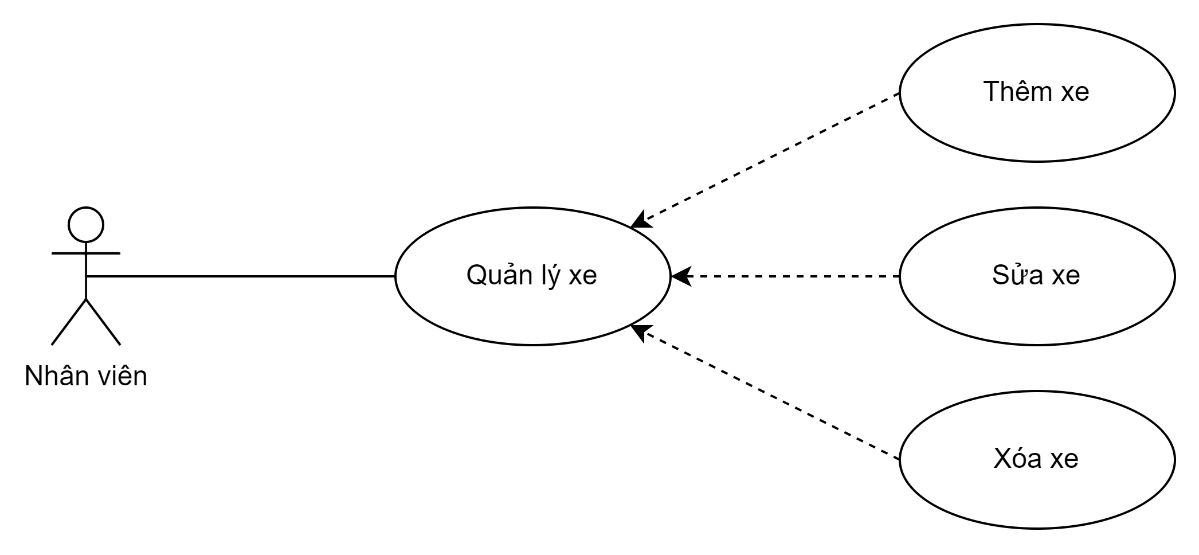 Thêm xe
Quản lý xe
Sửa xe
Nhân viên
Xóa xe